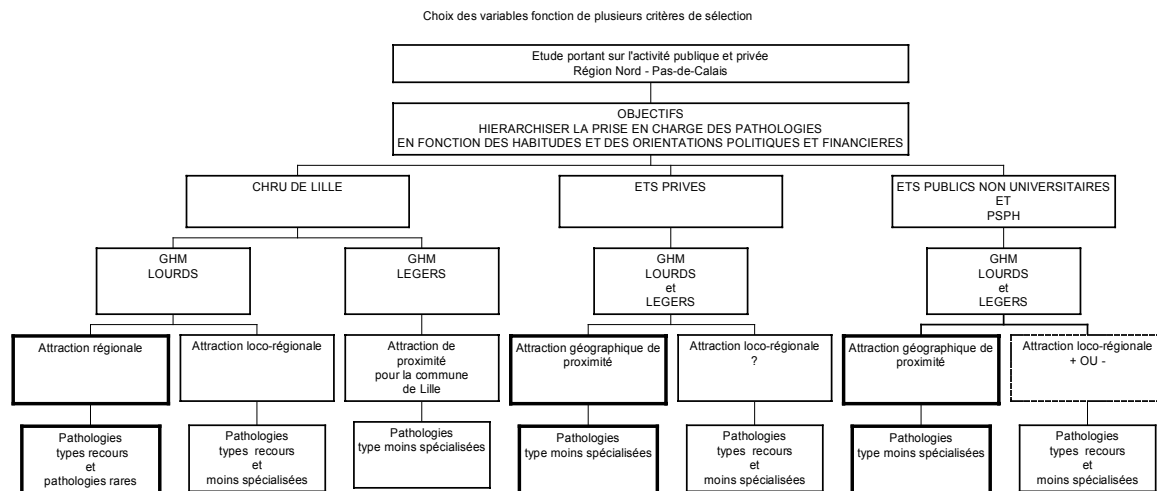 Choix des variables fonction de plusieurs critères de sélection
Etude portant sur l'activité publique et privée
Région Nord - Pas-de-Calais
OBJECTIFS
HIERARCHISER LA PRISE EN CHARGE DES PATHOLOGIES
EN FONCTION DES HABITUDES ET DES ORIENTATIONS POLITIQUES ET FINANCIERES
CHRU DE LILLE
ETS PRIVES
ETS PUBLICS NON UNIVERSITAIRES
ET
PSPH
GHM
LOURDS
GHM
LEGERS
GHM
LOURDS
et
LEGERS
GHM
LOURDS
et
LEGERS
Attraction régionale
Attraction loco-régionale
Attraction de
proximité
pour la commune
de Lille
Attraction géographique de
proximité
Attraction loco-régionale
?
Attraction géographique de
proximité
Attraction loco-régionale
+ OU -
Pathologies
types recours
et
pathologies rares
Pathologies
types recours
et
moins spécialisées
Pathologies
type moins spécialisées
Pathologies
type moins spécialisées
Pathologies
types recours
et
moins spécialisées
Pathologies
type moins spécialisées
Pathologies
types recours
et
moins spécialisées